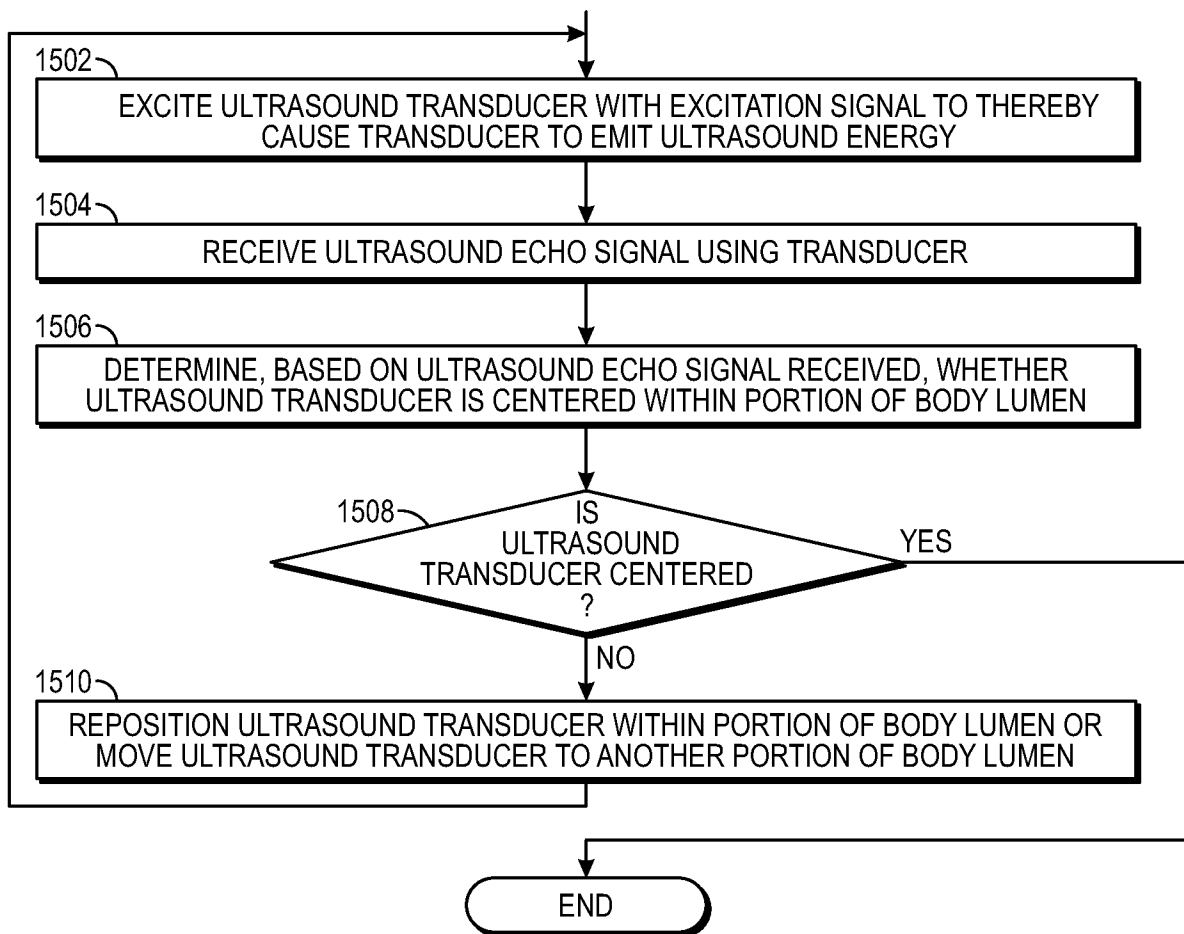 1502
EXCITE ULTRASOUND TRANSDUCER WITH EXCITATION SIGNAL TO THEREBY
CAUSE TRANSDUCER TO EMIT ULTRASOUND ENERGY
1504
RECEIVE ULTRASOUND ECHO SIGNAL USING TRANSDUCER
1506
DETERMINE, BASED ON ULTRASOUND ECHO SIGNAL RECEIVED, WHETHER
ULTRASOUND TRANSDUCER IS CENTERED WITHIN PORTION OF BODY LUMEN
1508
IS
ULTRASOUND
TRANSDUCER CENTERED
?
YES
NO
1510
REPOSITION ULTRASOUND TRANSDUCER WITHIN PORTION OF BODY LUMEN OR
MOVE ULTRASOUND TRANSDUCER TO ANOTHER PORTION OF BODY LUMEN
END